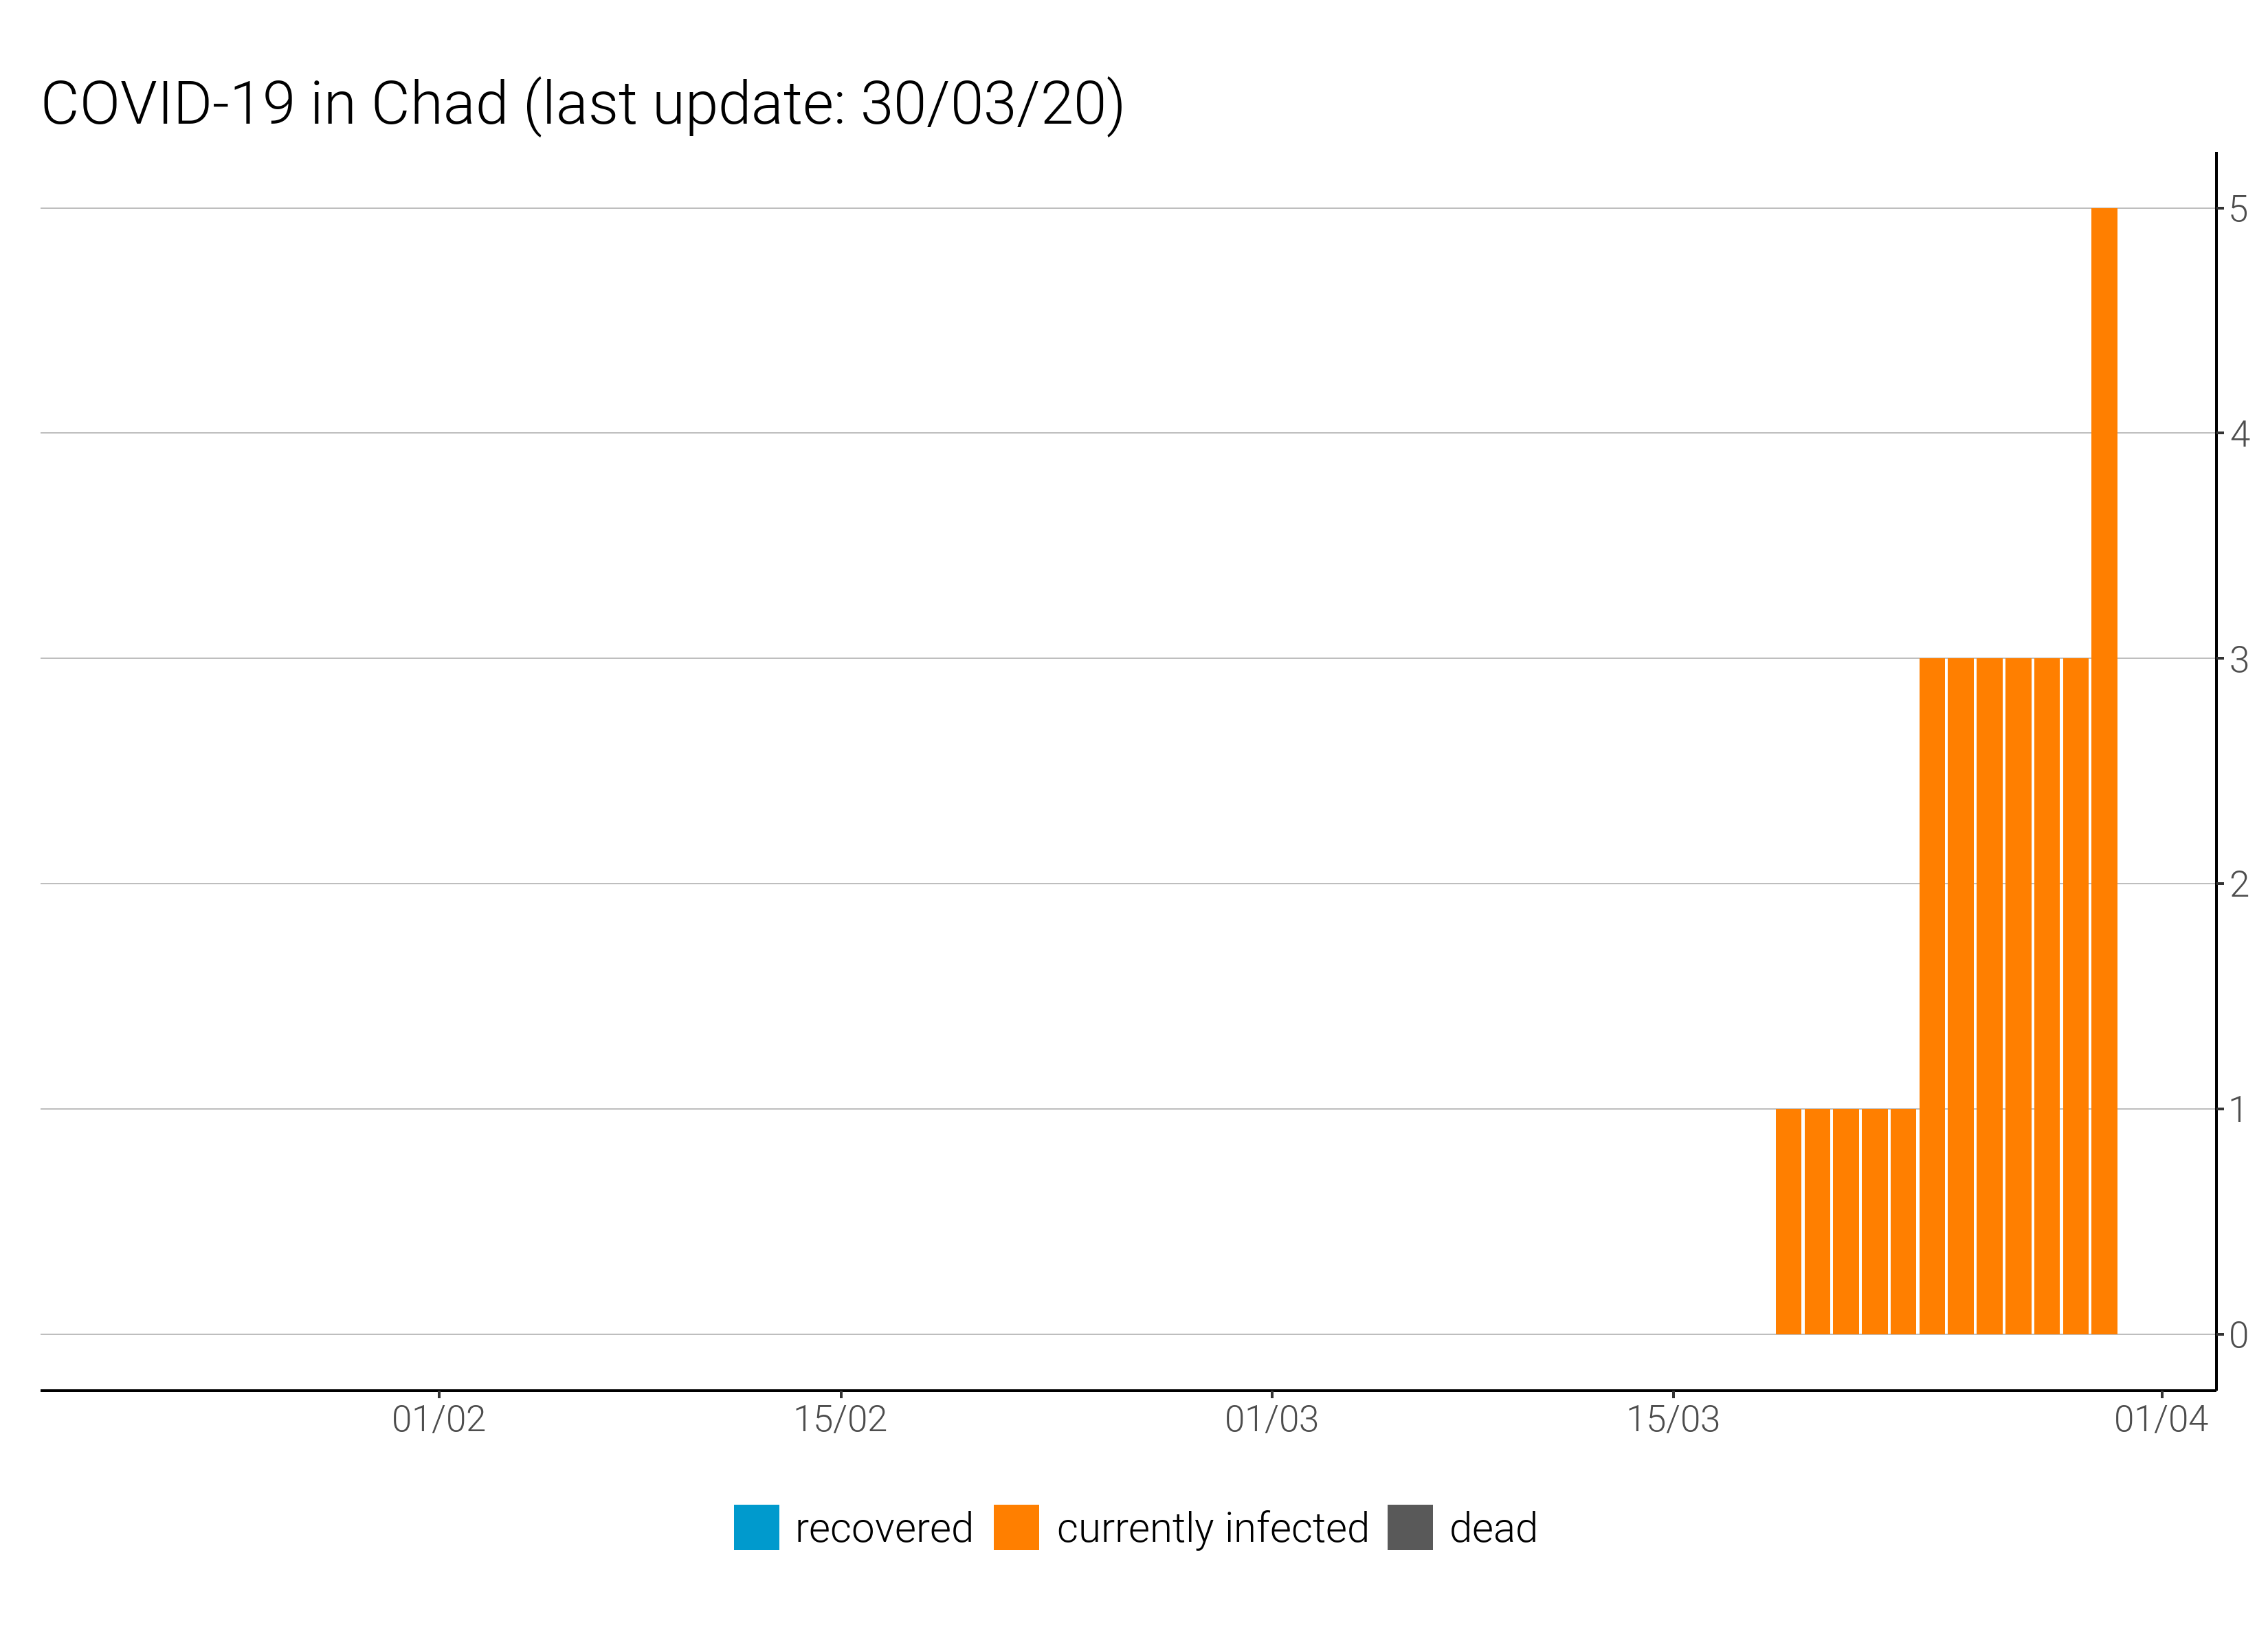 COVID-19 in Chad (last update: 30/03/20)
5
4
3
2
1
0
01/02 15/02 01/03 15/03 01/04
recovered currently infected dead